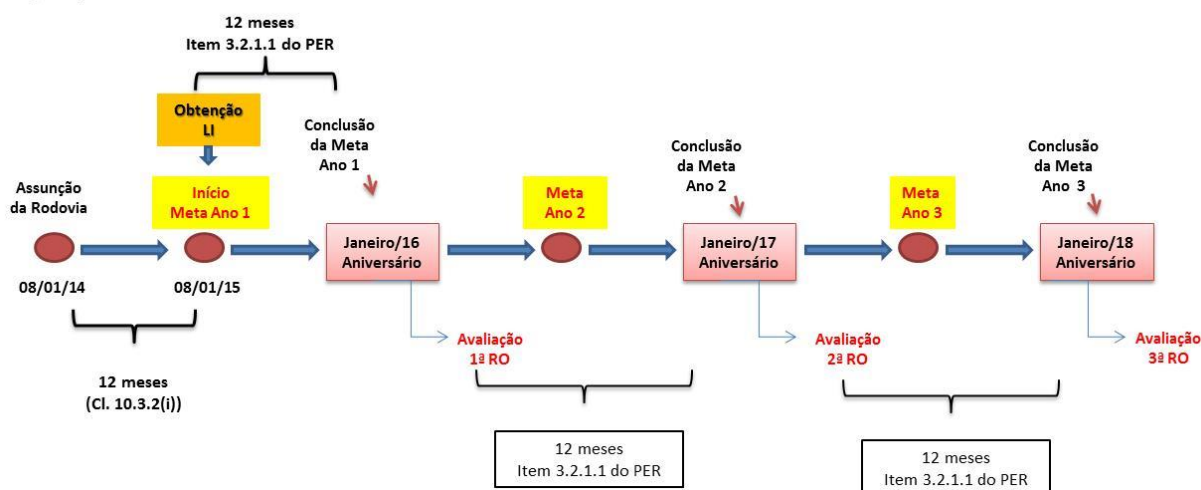 12 meses
Item 3.2.1.1 do PER
Obtenção
LI
Conclusão
da Meta
Ano 1
Conclusão
da Meta
Ano 2
Conclusão
da Meta
Ano 3
Assunção
da Rodovia
Início
Meta Ano 1
Meta
Ano 2
Meta
Ano 3
Janeiro/16
Aniversário
Janeiro/17
Aniversário
Janeiro/18
Aniversário
08/01/14
08/01/15
Avaliação
1ª RO
Avaliação
2ª RO
Avaliação
3ª RO
12 meses
(Cl. 10.3.2(i))
12 meses
Item 3.2.1.1 do PER
12 meses
Item 3.2.1.1 do PER